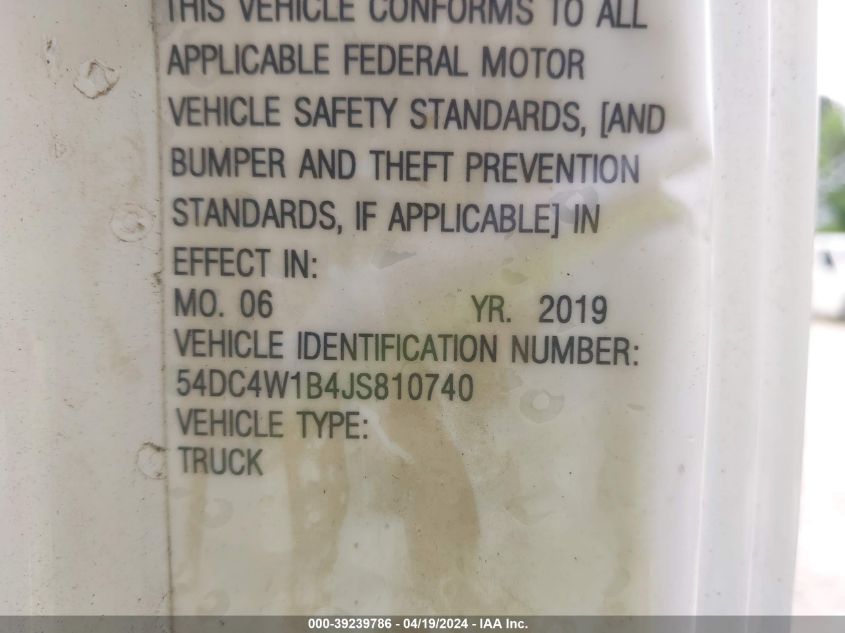 THIS VEHICLE CONFORMS TO ALL
APPLICABLE FEDERAL MOTOR
VEHICLE SAFETY STANDARDS, [AND
BUMPER AND THEFT PREVENTION
STANDARDS, IF APPLICABLE] IN
EFFECT IN:
MO. 06 YR. 2019
VEHICLE IDENTIFICATION NUMBER:
54DC4W1B4JS810740
VEHICLE TYPE:
TRUCK
000-39239786 - 04/19/2024 - IAA Inc.